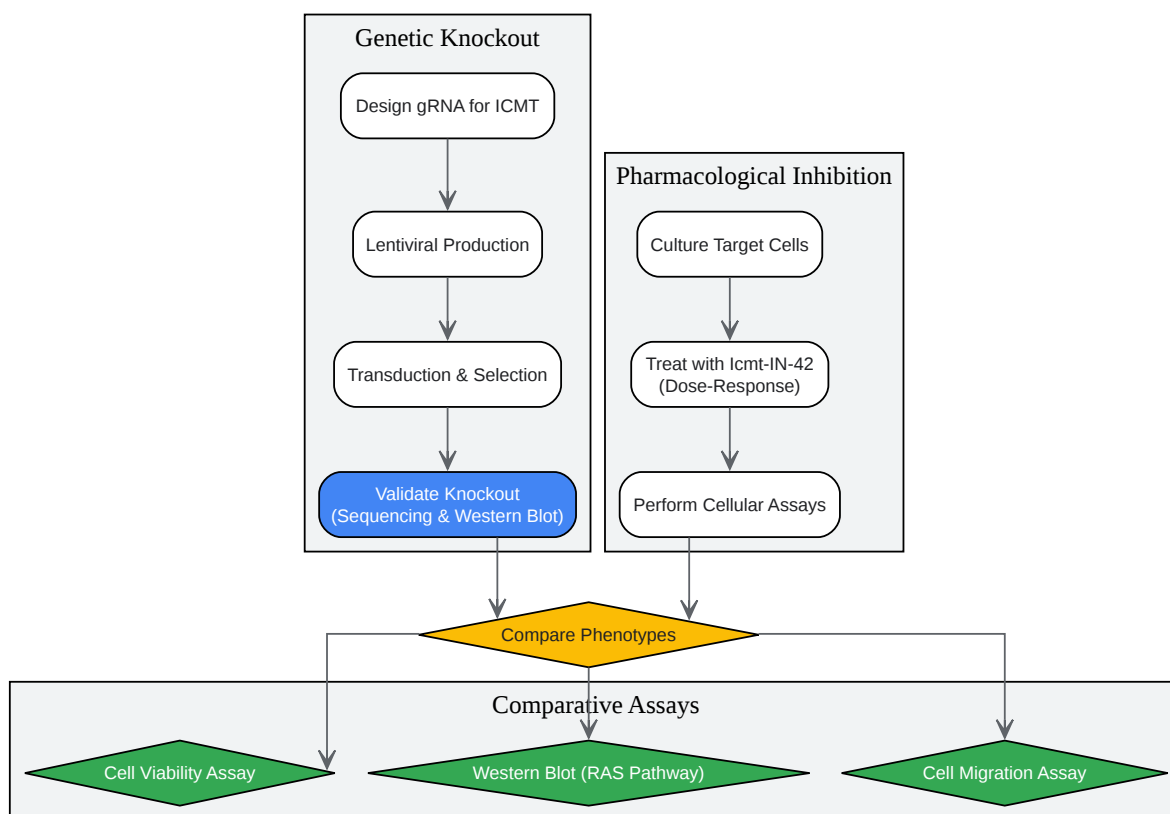 Genetic Knockout
Design gRNA for ICMT
Lentiviral Production
Transduction & Selection
Validate Knockout
(Sequencing & Western Blot)
Pharmacological Inhibition
Culture Target Cells
Treat with Icmt-IN-42
(Dose-Response)
Perform Cellular Assays
Compare Phenotypes
Comparative Assays
Cell Viability Assay
Western Blot (RAS Pathway)
Cell Migration Assay